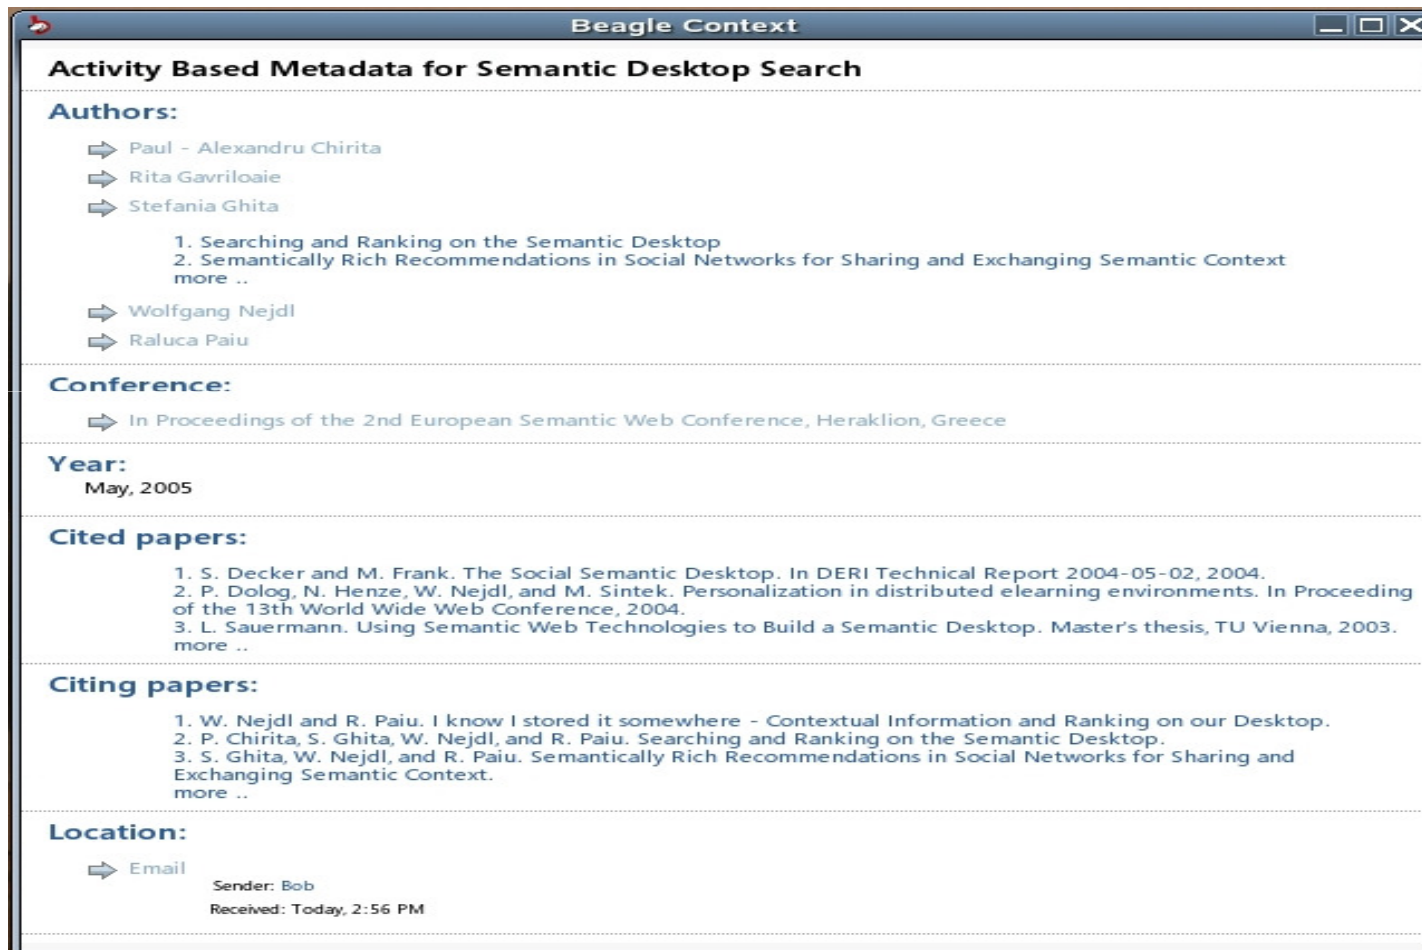 Beagle Context
Activity Based Metadata for Semantic Desktop Search
Authors:
Paul - Alexandru Chirita
Rita Gavriloaie
Stefania Ghita
1. Searching and Ranking on the Semantic Desktop
2. Semantically Rich Recommendations in Social Networks for Sharing and Exchanging Semantic Context
more ..
Wolfgang Nejdl
Raluca Paiu
Conference:
In Proceedings of the 2nd European Semantic Web Conference, Heraklion, Greece
Year:
May, 2005
Cited papers:
1. S. Decker and M. Frank. The Social Semantic Desktop. In DERI Technical Report 2004-05-02, 2004.
2. P. Dolog, N. Henze, W. Nejdl, and M. Sintek. Personalization in distributed elearning environments. In Proceeding
of the 13th World Wide Web Conference, 2004.
3. L. Sauermann. Using Semantic Web Technologies to Build a Semantic Desktop. Master's thesis, TU Vienna, 2003.
more ..
Citing papers:
1. W. Nejdl and R. Paiu. I know I stored it somewhere - Contextual Information and Ranking on our Desktop.
2. P. Chirita, S. Ghita, W. Nejdl, and R. Paiu. Searching and Ranking on the Semantic Desktop.
3. S. Ghita, W. Nejdl, and R. Paiu. Semantically Rich Recommendations in Social Networks for Sharing and
Exchanging Semantic Context.
more ..
Location:
Email
Sender: Bob
Received: Today, 2:56 PM